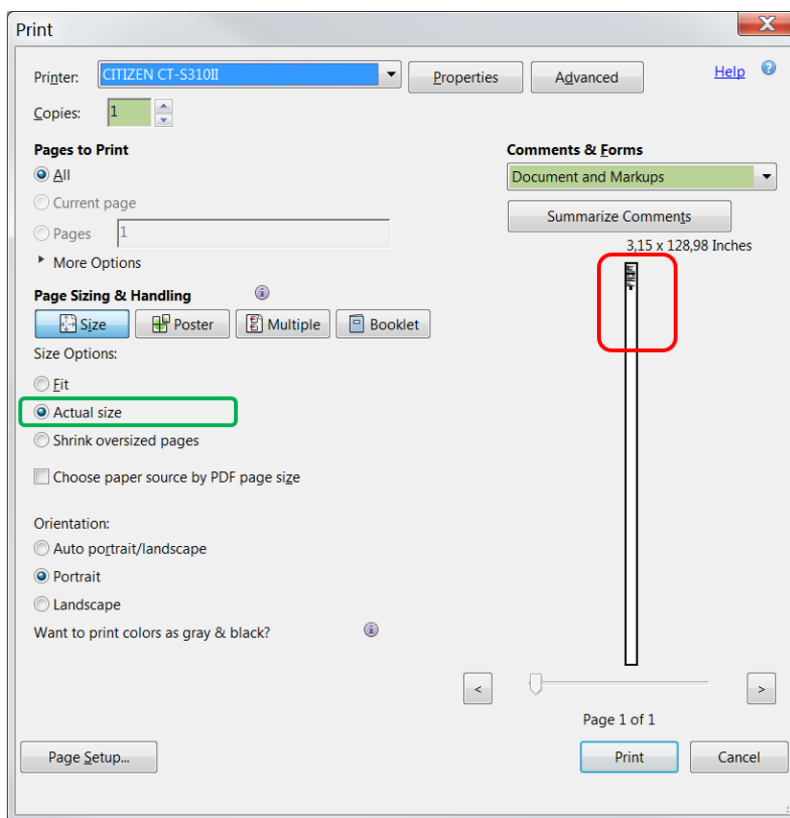 Print
Printer: CITIZEN CT-S310II Properties Advanced Help
Copies: 1
Pages to Print
All
Current page
Pages 1
More Options
Page Sizing & Handling
Size Poster Multiple Booklet
Size Options:
Fit
Actual size
Shrink oversized pages
Choose paper source by PDF page size
Orientation:
Auto portrait/landscape
Portrait
Landscape
Want to print colors as gray & black?
Comments & Forms
Document and Markups
Summarize Comments
3,15 x 128,98 Inches
< >
Page 1 of 1
Page Setup... Print Cancel